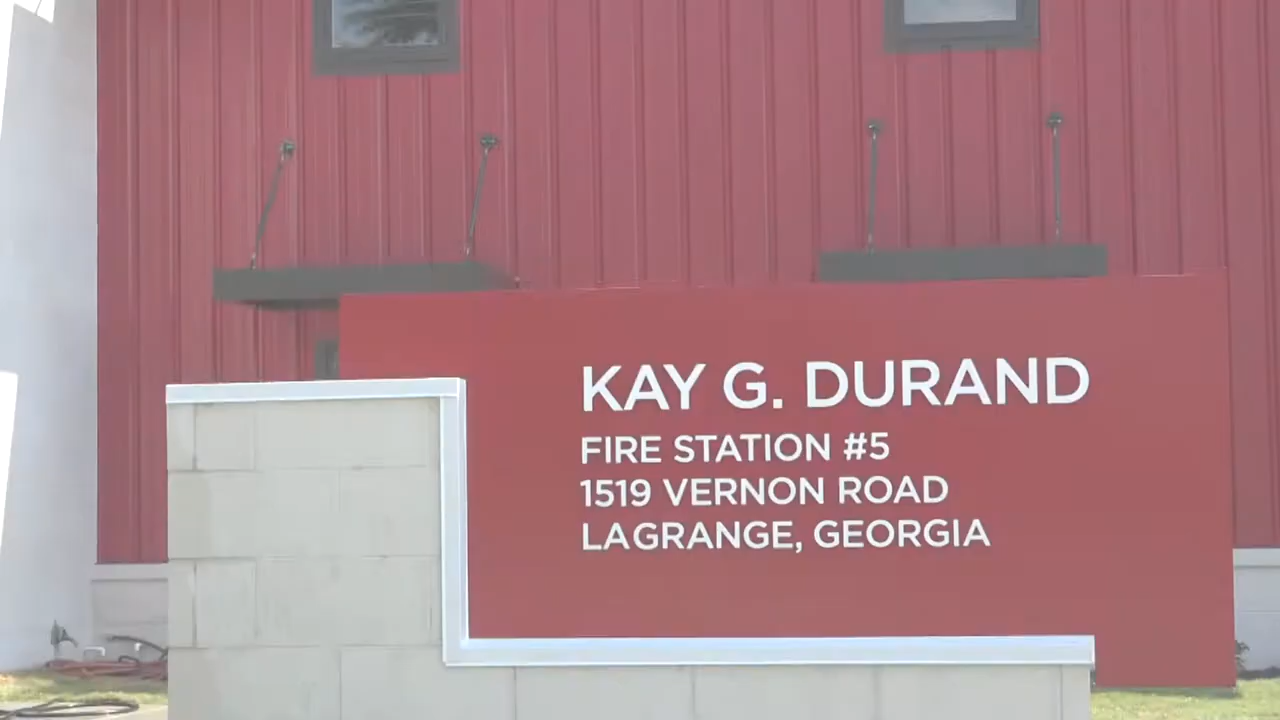 KAY G. DURAND
FIRE STATION #5
1519 VERNON ROAD
LAGRANGE, GEORGIA